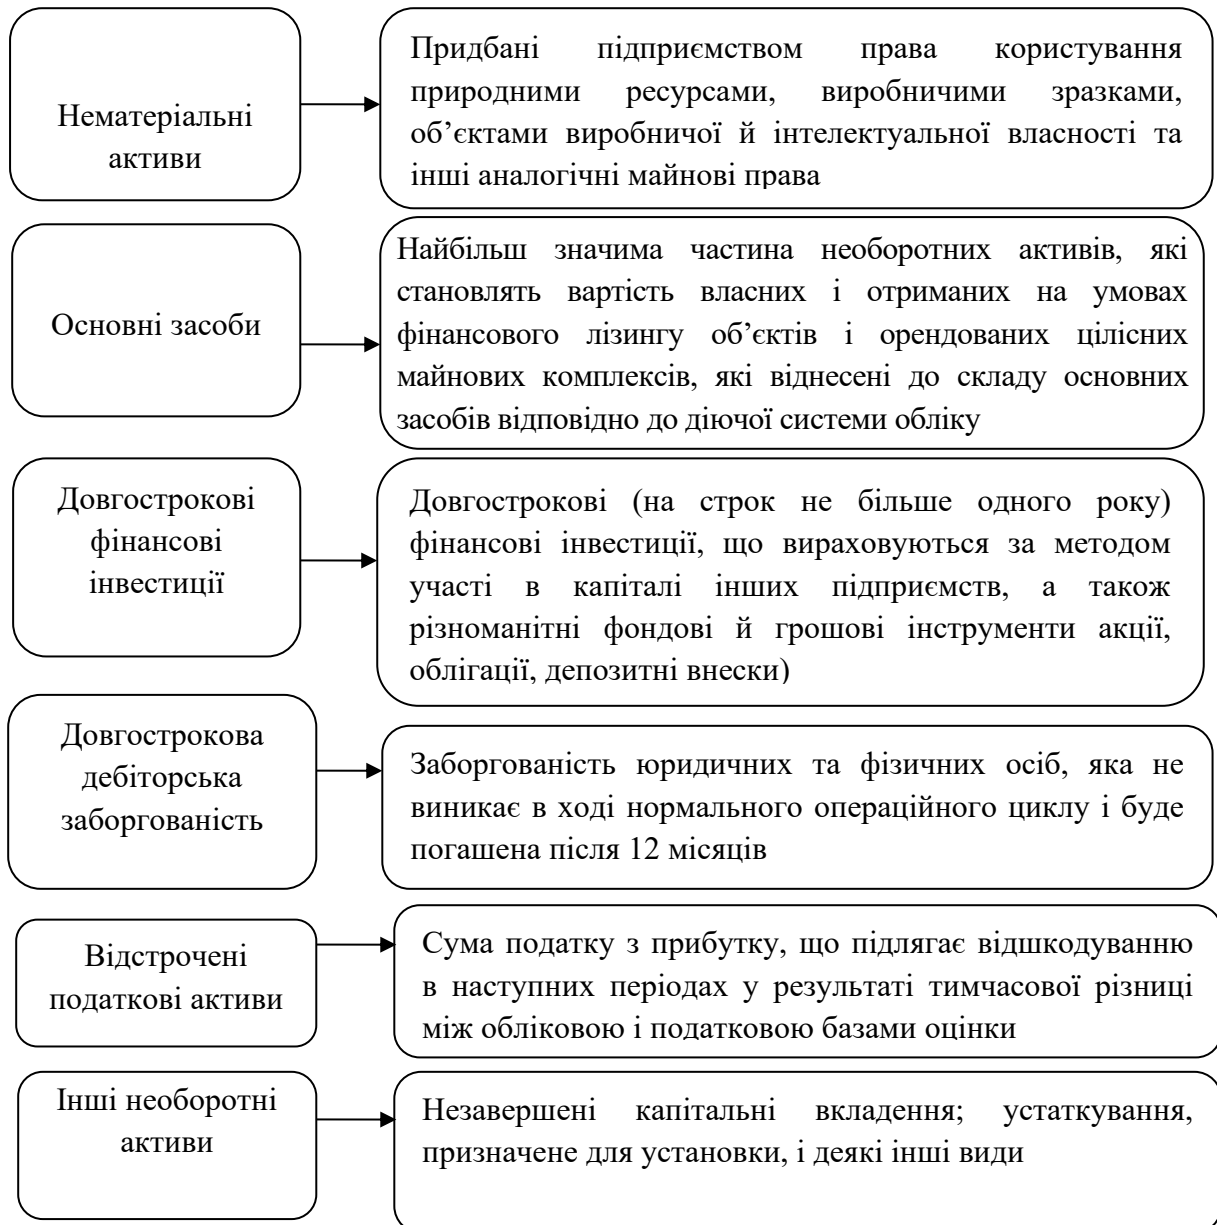 Нематеріальні
активи
Придбані підприємством права користування
природними ресурсами, виробничими зразками,
об’єктами виробничої й інтелектуальної власності та
інші аналогічні майнові права
Основні засоби
Найбільш значима частина необоротних активів, які
становлять вартість власних і отриманих на умовах
фінансового лізингу об’єктів і орендованих цілісних
майнових комплексів, які віднесені до складу основних
засобів відповідно до діючої системи обліку
Довгострокові
фінансові
інвестиції
Довгострокові (на строк не більше одного року)
фінансові інвестиції, що вираховуються за методом
участі в капіталі інших підприємств, а також
різноманітні фондові й грошові інструменти акції,
облігації, депозитні внески)
Довгострокова
дебіторська
заборгованість
Заборгованість юридичних та фізичних осіб, яка не
виникає в ході нормального операційного циклу і буде
погашена після 12 місяців
Відстрочені
податкові активи
Сума податку з прибутку, що підлягає відшкодуванню
в наступних періодах у результаті тимчасової різниці
між обліковою і податковою базами оцінки
Інші необоротні
активи
Незавершені капітальні вкладення; устаткування,
призначене для установки, і деякі інші види